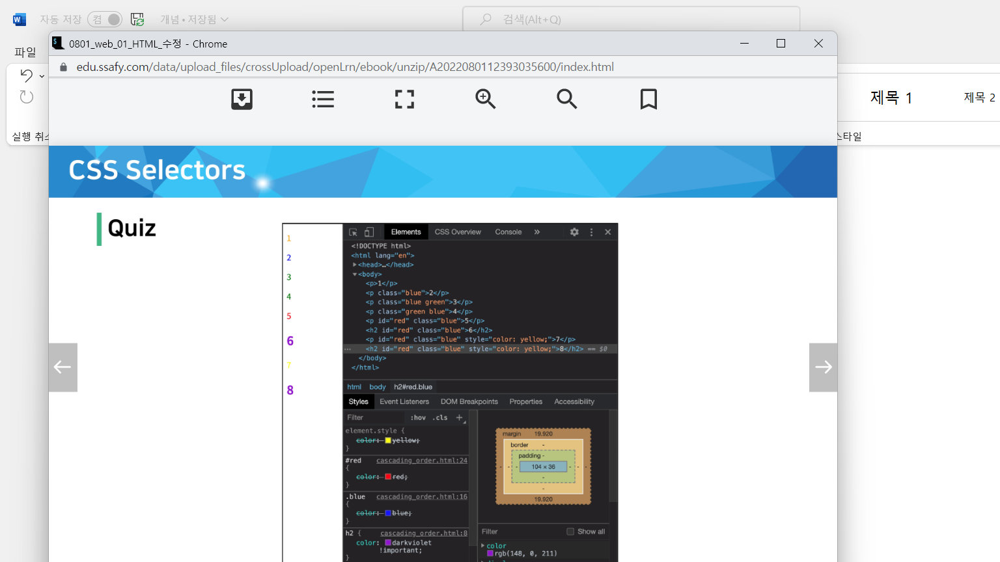 자동 저장 켬 개념 • 저장됨 검색(Alt+Q)
0801_web_01_HTML_수정 - Chrome
파일
edu.ssafy.com/data/upload_files/crossUpload/openLrn/ebook/unzip/A2022080112393035600/index.html
제목 1 제목 2
실행 취소 스타일
CSS Selectors
Quiz
1
2
3
4
5
6
7
8
Elements CSS Overview Console »
<!DOCTYPE html>
<html lang="en">
<head>…</head>
<body>
<p>1</p>
<p class="blue">2</p>
<p class="blue green">3</p>
<p class="green blue">4</p>
<p id="red" class="blue">5</p>
<h2 id="red" class="blue">6</h2>
<p id="red" class="blue" style="color: yellow;">7</p>
<h2 id="red" class="blue" style="color: yellow;">8</h2> == $0
</body>
</html>
html body h2#red.blue
Styles Event Listeners DOM Breakpoints Properties Accessibility
Filter :hov .cls +
element.style {
color: yellow;
}
#red cascading_order.html:24
{
color: red;
}
.blue cascading_order.html:16
{
color: blue;
}
h2 { cascading_order.html:8
color: darkviolet
!important;
}
margin 19.920
border -
padding -
- - - 104 × 36 - - -
-
-
19.920
Filter Show all
color
rgb(148, 0, 211)